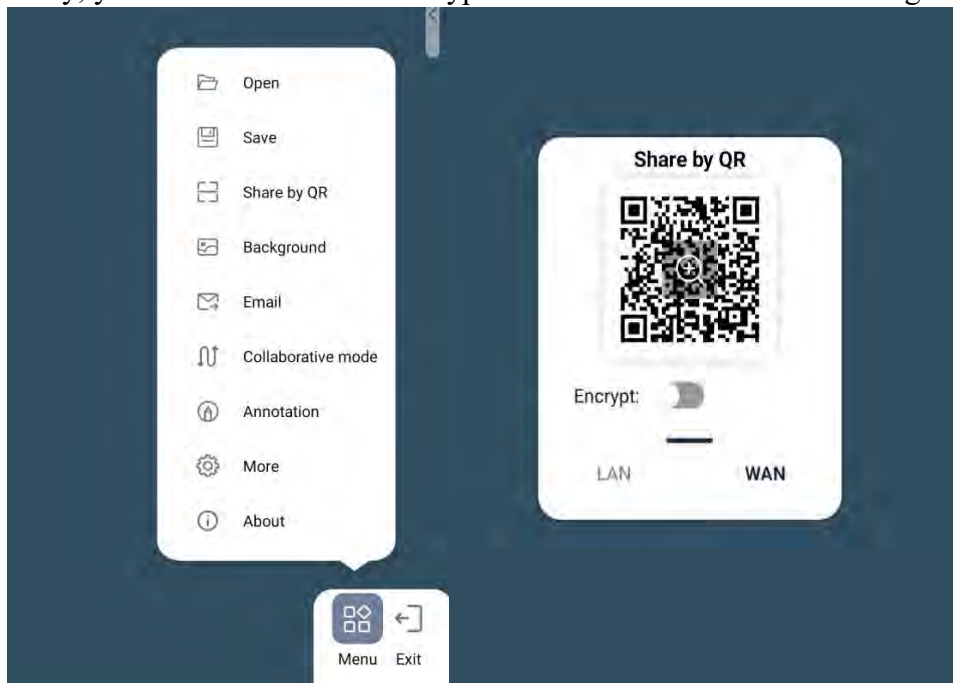 Open
Save
Share by QR
Background
Email
Collaborative mode
Annotation
More
About
Menu Exit
Share by QR
Encrypt:
LAN WAN